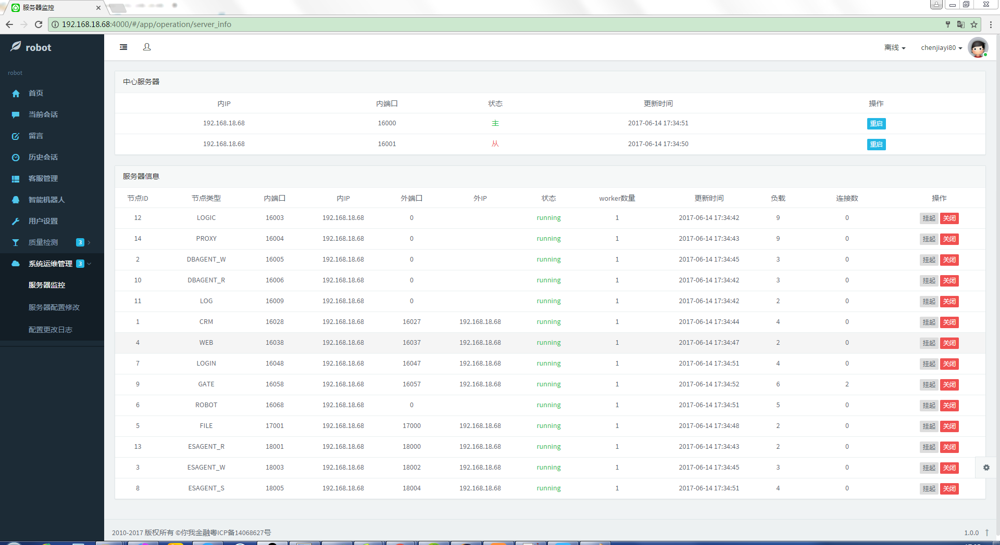 服务器监控
192.168.18.68:4000/#/app/operation/server_info
robot
离线
chenjiayi80
robot
首页
当前会话
留言
历史会话
客服管理
智能机器人
用户设置
质量检测 3
系统运维管理 3
服务器监控
服务器配置修改
配置更改日志
中心服务器
内IP 内端口 状态 更新时间 操作
192.168.18.68 16000 主 2017-06-14 17:34:51 重启
192.168.18.68 16001 从 2017-06-14 17:34:50 重启
服务器信息
节点ID 节点类型 内端口 内IP 外端口 外IP 状态 worker数量 更新时间 负载 连接数 操作
12 LOGIC 16003 192.168.18.68 0 running 1 2017-06-14 17:34:42 9 0 挂起 关闭
14 PROXY 16004 192.168.18.68 0 running 1 2017-06-14 17:34:43 9 0 挂起 关闭
2 DBAGENT_W 16005 192.168.18.68 0 running 1 2017-06-14 17:34:45 3 0 挂起 关闭
10 DBAGENT_R 16006 192.168.18.68 0 running 1 2017-06-14 17:34:42 3 0 挂起 关闭
11 LOG 16009 192.168.18.68 0 running 1 2017-06-14 17:34:42 2 0 挂起 关闭
1 CRM 16028 192.168.18.68 16027 192.168.18.68 running 1 2017-06-14 17:34:44 4 0 挂起 关闭
4 WEB 16038 192.168.18.68 16037 192.168.18.68 running 1 2017-06-14 17:34:47 2 0 挂起 关闭
7 LOGIN 16048 192.168.18.68 16047 192.168.18.68 running 1 2017-06-14 17:34:51 4 0 挂起 关闭
9 GATE 16058 192.168.18.68 16057 192.168.18.68 running 1 2017-06-14 17:34:52 6 2 挂起 关闭
6 ROBOT 16068 192.168.18.68 0 running 1 2017-06-14 17:34:51 5 0 挂起 关闭
5 FILE 17001 192.168.18.68 17000 192.168.18.68 running 1 2017-06-14 17:34:48 2 0 挂起 关闭
13 ESAGENT_R 18001 192.168.18.68 18000 192.168.18.68 running 1 2017-06-14 17:34:43 2 0 挂起 关闭
3 ESAGENT_W 18003 192.168.18.68 18002 192.168.18.68 running 1 2017-06-14 17:34:45 3 0 挂起 关闭
8 ESAGENT_S 18005 192.168.18.68 18004 192.168.18.68 running 1 2017-06-14 17:34:51 4 0 挂起 关闭
2010-2017 版权所有 ©你我金融粤ICP备14068627号
1.0.0